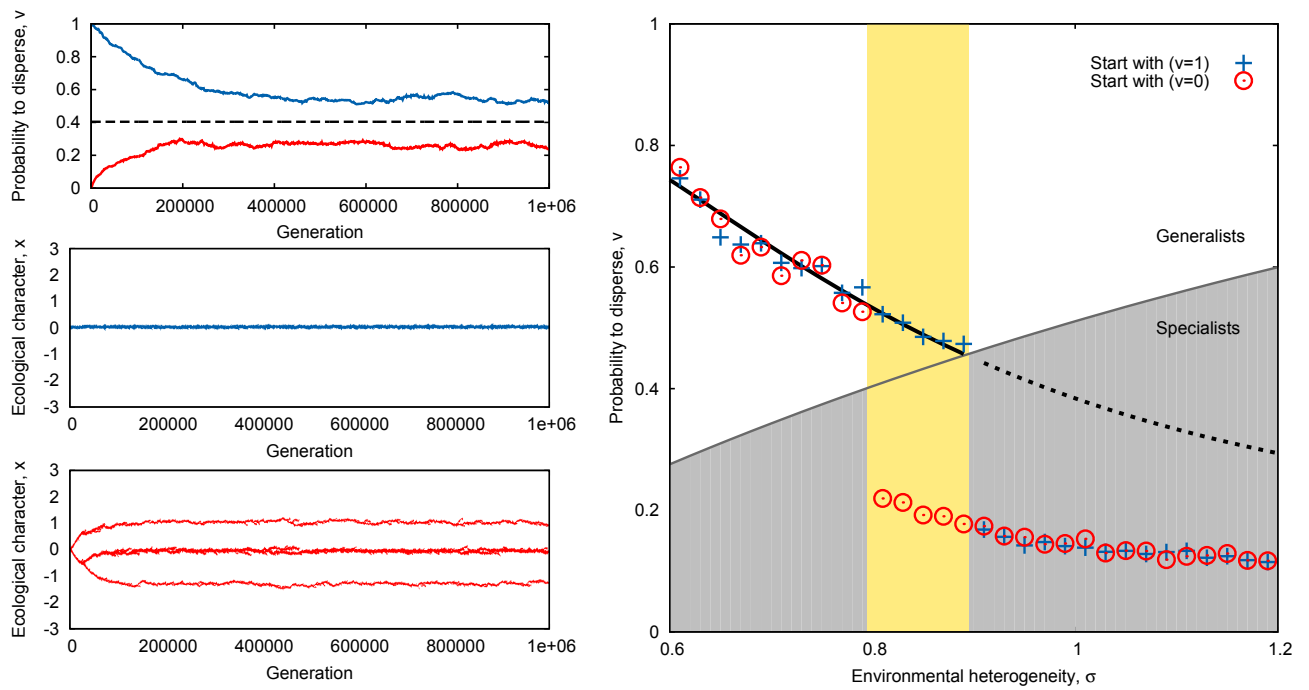 Probability to disperse, v
1
0.8
0.6
0.4
0.2
0
0 200000 400000 600000 800000 1e+06
Generation
Ecological character, x
3
2
1
0
-1
-2
-3
0 200000 400000 600000 800000 1e+06
Generation
Ecological character, x
3
2
1
0
-1
-2
-3
0 200000 400000 600000 800000 1e+06
Generation
Probability to disperse, v
1
0.8
0.6
0.4
0.2
0
Start with (v=1)
Start with (v=0)
Generalists
Specialists
0.6 0.8 1 1.2
Environmental heterogeneity, σ